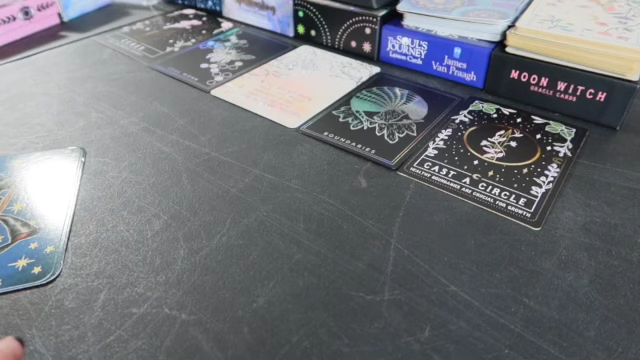 The
SOUL'S
JOURNEY
Lesson Cards
James
Van Praagh
MOON WITCH
ORACLE CARDS
BOUNDARIES
CAST A CIRCLE
HEALTHY BOUNDARIES ARE CRUCIAL FOR GROWTH